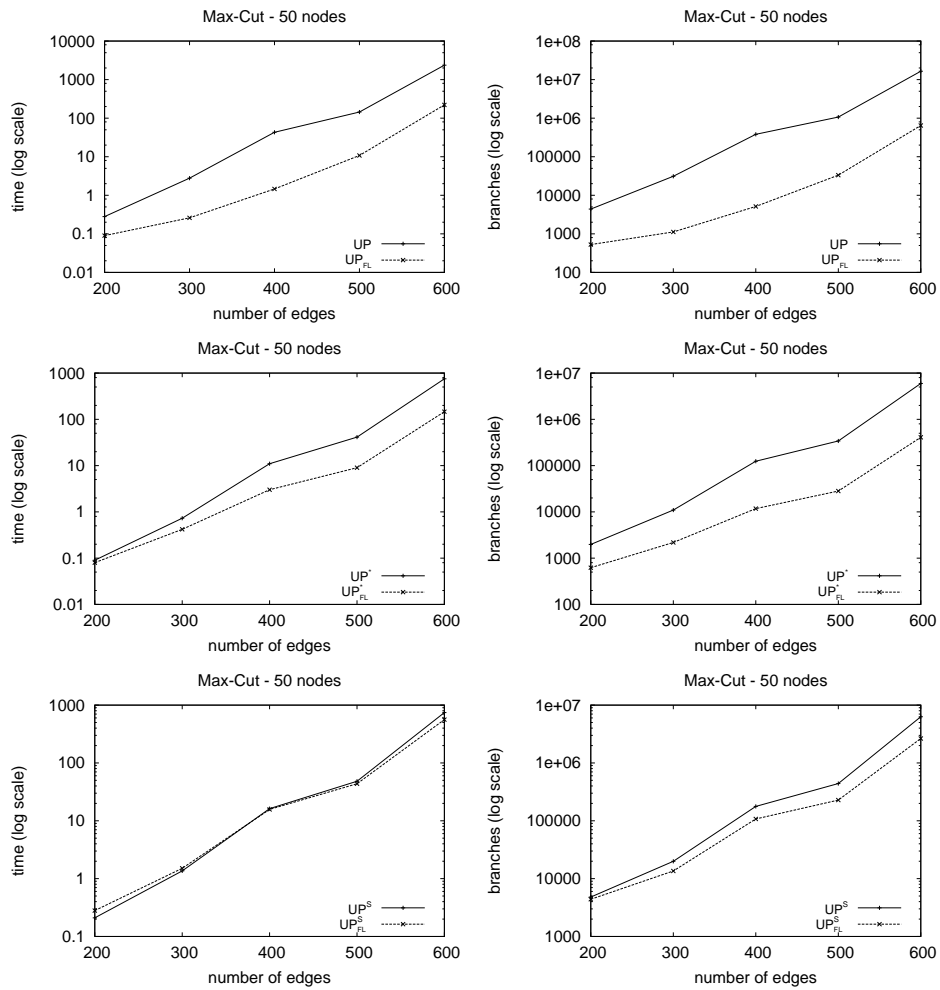 Max-Cut - 50 nodes
time (log scale)
10000
1000
100
10
1
0.1
0.01
UP
UP_FL
200 300 400 500 600
number of edges
Max-Cut - 50 nodes
branches (log scale)
1e+08
1e+07
1e+06
100000
10000
1000
100
UP
UP_FL
200 300 400 500 600
number of edges
Max-Cut - 50 nodes
time (log scale)
1000
100
10
1
0.1
0.01
UP^*
UP^*_FL
200 300 400 500 600
number of edges
Max-Cut - 50 nodes
branches (log scale)
1e+07
1e+06
100000
10000
1000
100
UP^*
UP^*_FL
200 300 400 500 600
number of edges
Max-Cut - 50 nodes
time (log scale)
1000
100
10
1
0.1
UP^S
UP^S_FL
200 300 400 500 600
number of edges
Max-Cut - 50 nodes
branches (log scale)
1e+07
1e+06
100000
10000
1000
UP^S
UP^S_FL
200 300 400 500 600
number of edges